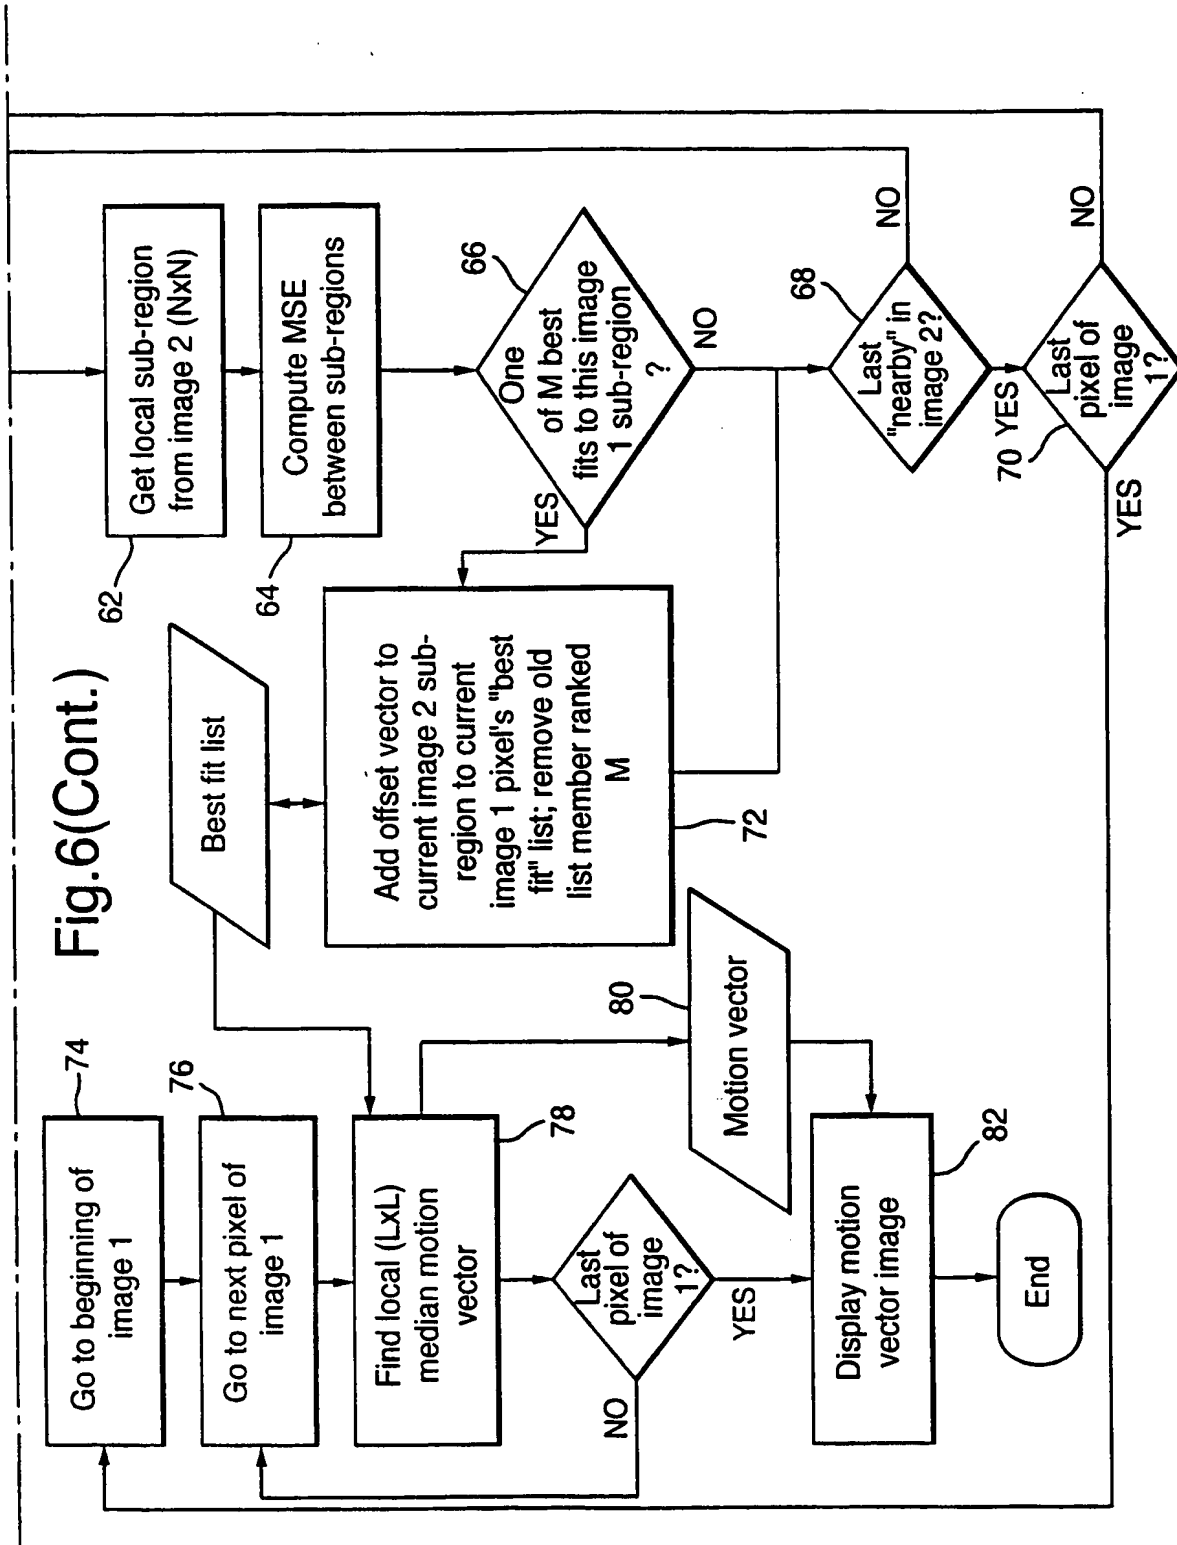 Fig.6(Cont.)
62
Get local sub-region
from image 2 (NxN)
64
Compute MSE
between sub-regions
66
One
of M best
fits to this image
1 sub-region
?
YES
NO
68
Last
"nearby" in
image 2?
NO
YES
70
Last
pixel of
image
1?
NO
YES
Best fit list
Add offset vector to
current image 2 sub-
region to current
image 1 pixel's "best
fit" list; remove old
list member ranked
M
72
74
Go to beginning of
image 1
76
Go to next pixel of
image 1
78
Find local (LxL)
median motion
vector
Last
pixel of
image
1?
NO
YES
80
Motion vector
82
Display motion
vector image
End